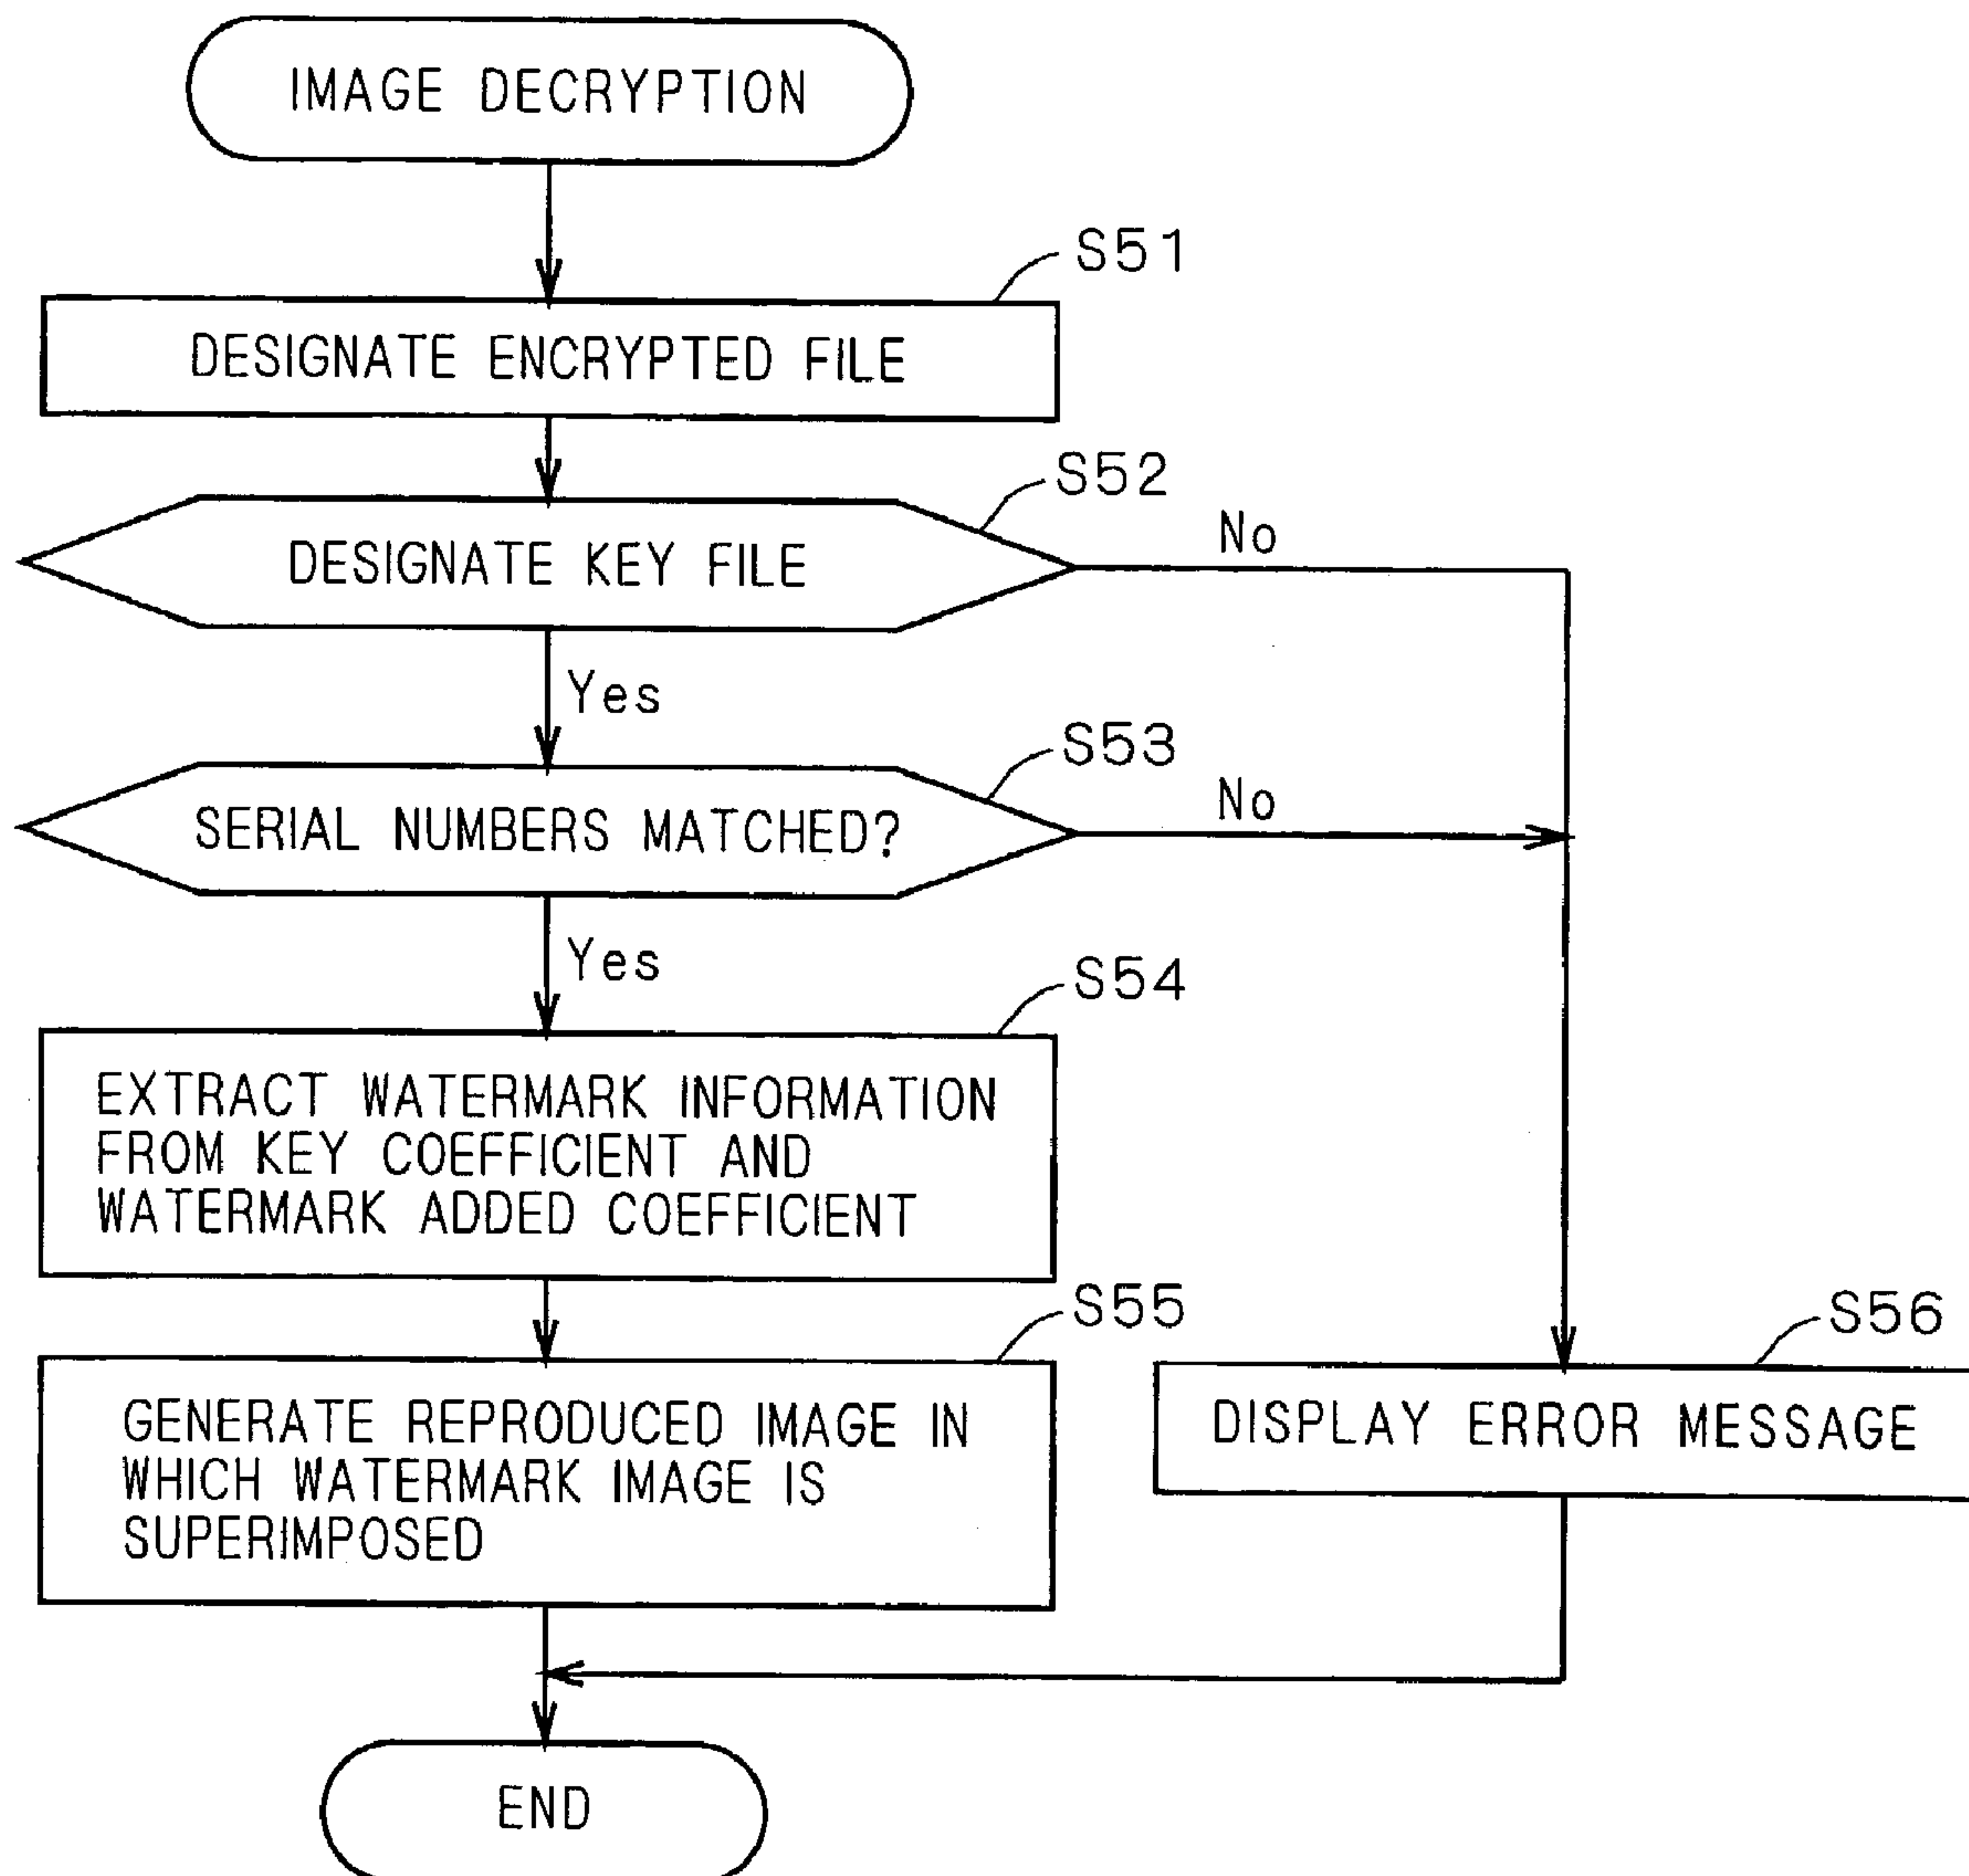 IMAGE DECRYPTION
S51
DESIGNATE ENCRYPTED FILE
S52
DESIGNATE KEY FILE
No
Yes
S53
SERIAL NUMBERS MATCHED?
No
Yes
S54
EXTRACT WATERMARK INFORMATION
FROM KEY COEFFICIENT AND
WATERMARK ADDED COEFFICIENT
S55
GENERATE REPRODUCED IMAGE IN
WHICH WATERMARK IMAGE IS
SUPERIMPOSED
S56
DISPLAY ERROR MESSAGE
END